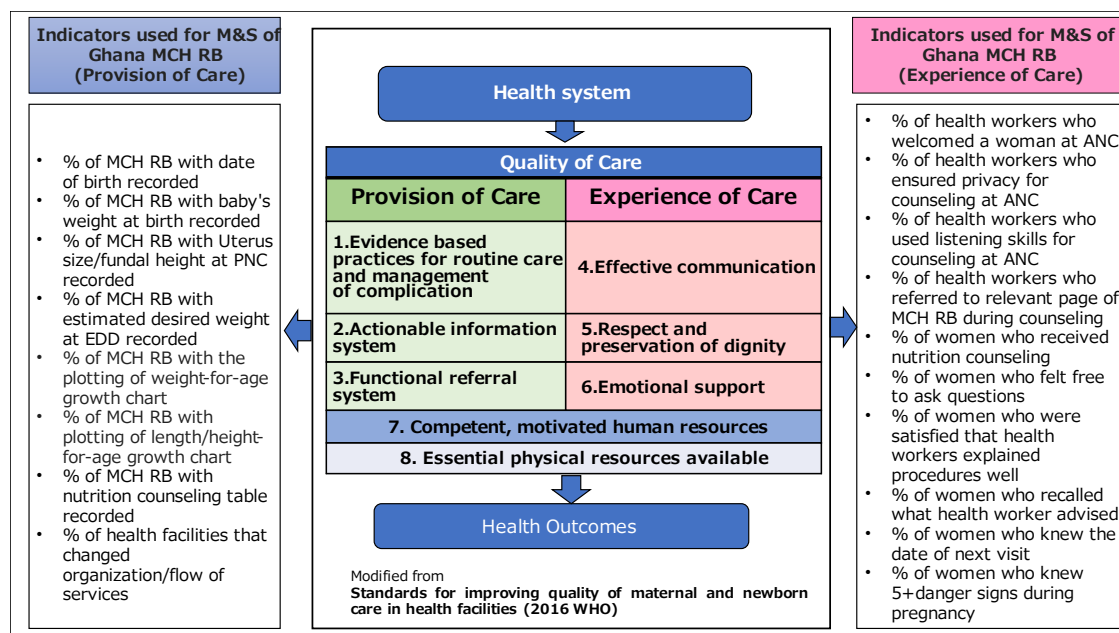 Indicators used for M&S of
Ghana MCH RB
(Provision of Care)
• % of MCH RB with date
of birth recorded
• % of MCH RB with baby's
weight at birth recorded
• % of MCH RB with Uterus
size/fundal height at PNC
recorded
• % of MCH RB with
estimated desired weight
at EDD recorded
• % of MCH RB with the
plotting of weight-for-age
growth chart
• % of MCH RB with
plotting of length/height-
for-age growth chart
• % of MCH RB with
nutrition counseling table
recorded
• % of health facilities that
changed
organization/flow of
services
Health system
Quality of Care
Provision of Care
Experience of Care
1.Evidence based
practices for routine care
and management
of complication
4.Effective communication
2.Actionable information
system
5.Respect and
preservation of dignity
3.Functional referral
system
6.Emotional support
7. Competent, motivated human resources
8. Essential physical resources available
Health Outcomes
Modified from
Standards for improving quality of maternal and newborn
care in health facilities (2016 WHO)
Indicators used for M&S of
Ghana MCH RB
(Experience of Care)
• % of health workers who
welcomed a woman at ANC
• % of health workers who
ensured privacy for
counseling at ANC
• % of health workers who
used listening skills for
counseling at ANC
• % of health workers who
referred to relevant page of
MCH RB during counseling
• % of women who received
nutrition counseling
• % of women who felt free
to ask questions
• % of women who were
satisfied that health
workers explained
procedures well
• % of women who recalled
what health worker advised
• % of women who knew the
date of next visit
• % of women who knew
5+danger signs during
pregnancy